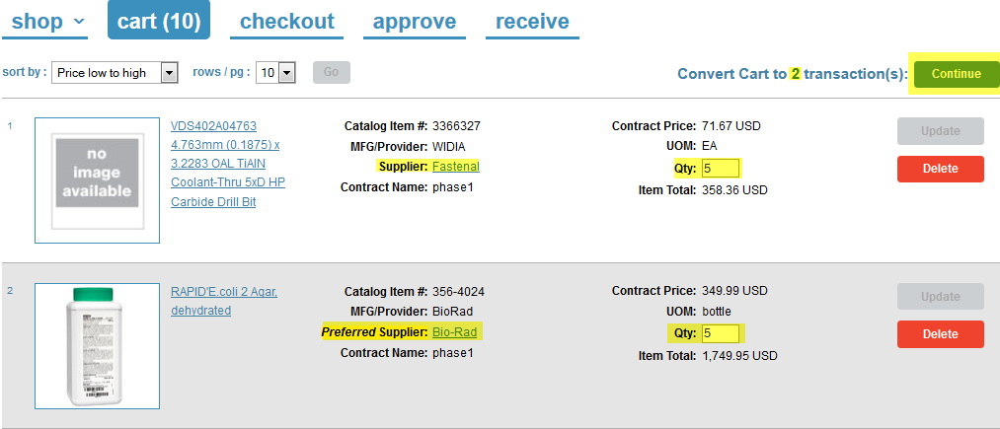 shop cart (10) checkout approve receive
sort by : Price low to high rows / pg : 10 Go Convert Cart to 2 transaction(s): Continue
1
no
image
available
VDS402A04763
4.763mm (0.1875) x
3.2283 OAL TiAlN
Coolant-Thru 5xD HP
Carbide Drill Bit
Catalog Item #: 3366327
MFG/Provider: WIDIA
Supplier: Fastenal
Contract Name: phase1
Contract Price: 71.67 USD
UOM: EA
Qty: 5
Item Total: 358.36 USD
Update
Delete
2
RAPID'E.coli 2 Agar,
dehydrated
Catalog Item #: 356-4024
MFG/Provider: BioRad
Preferred Supplier: Bio-Rad
Contract Name: phase1
Contract Price: 349.99 USD
UOM: bottle
Qty: 5
Item Total: 1,749.95 USD
Update
Delete